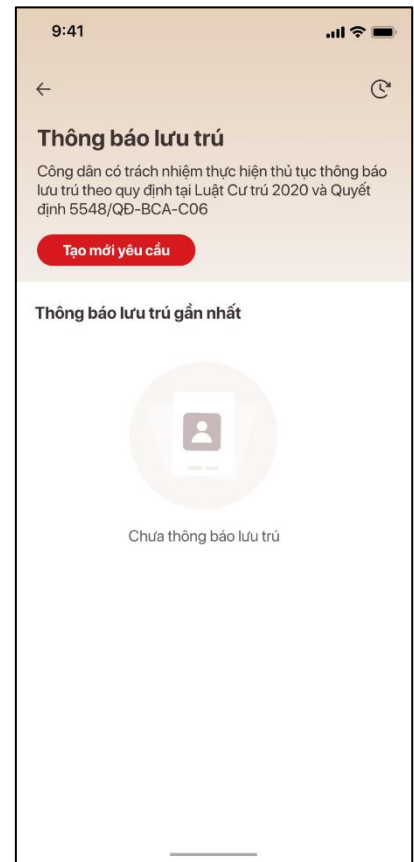 9:41
Thông báo lưu trú
Công dân có trách nhiệm thực hiện thủ tục thông báo
lưu trú theo quy định tại Luật Cư trú 2020 và Quyết
định 5548/QĐ-BCA-C06
Tạo mới yêu cầu
Thông báo lưu trú gần nhất
Chưa thông báo lưu trú